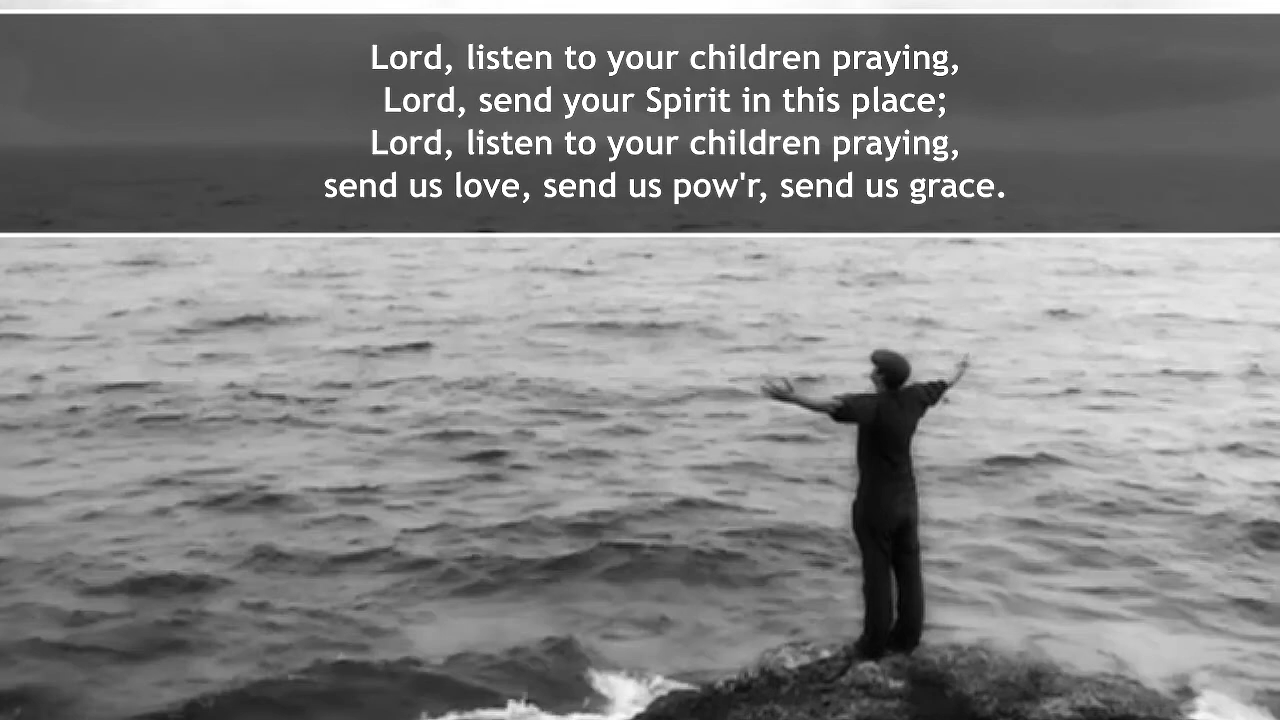 Lord, listen to your children praying,
Lord, send your Spirit in this place;
Lord, listen to your children praying,
send us love, send us pow'r, send us grace.